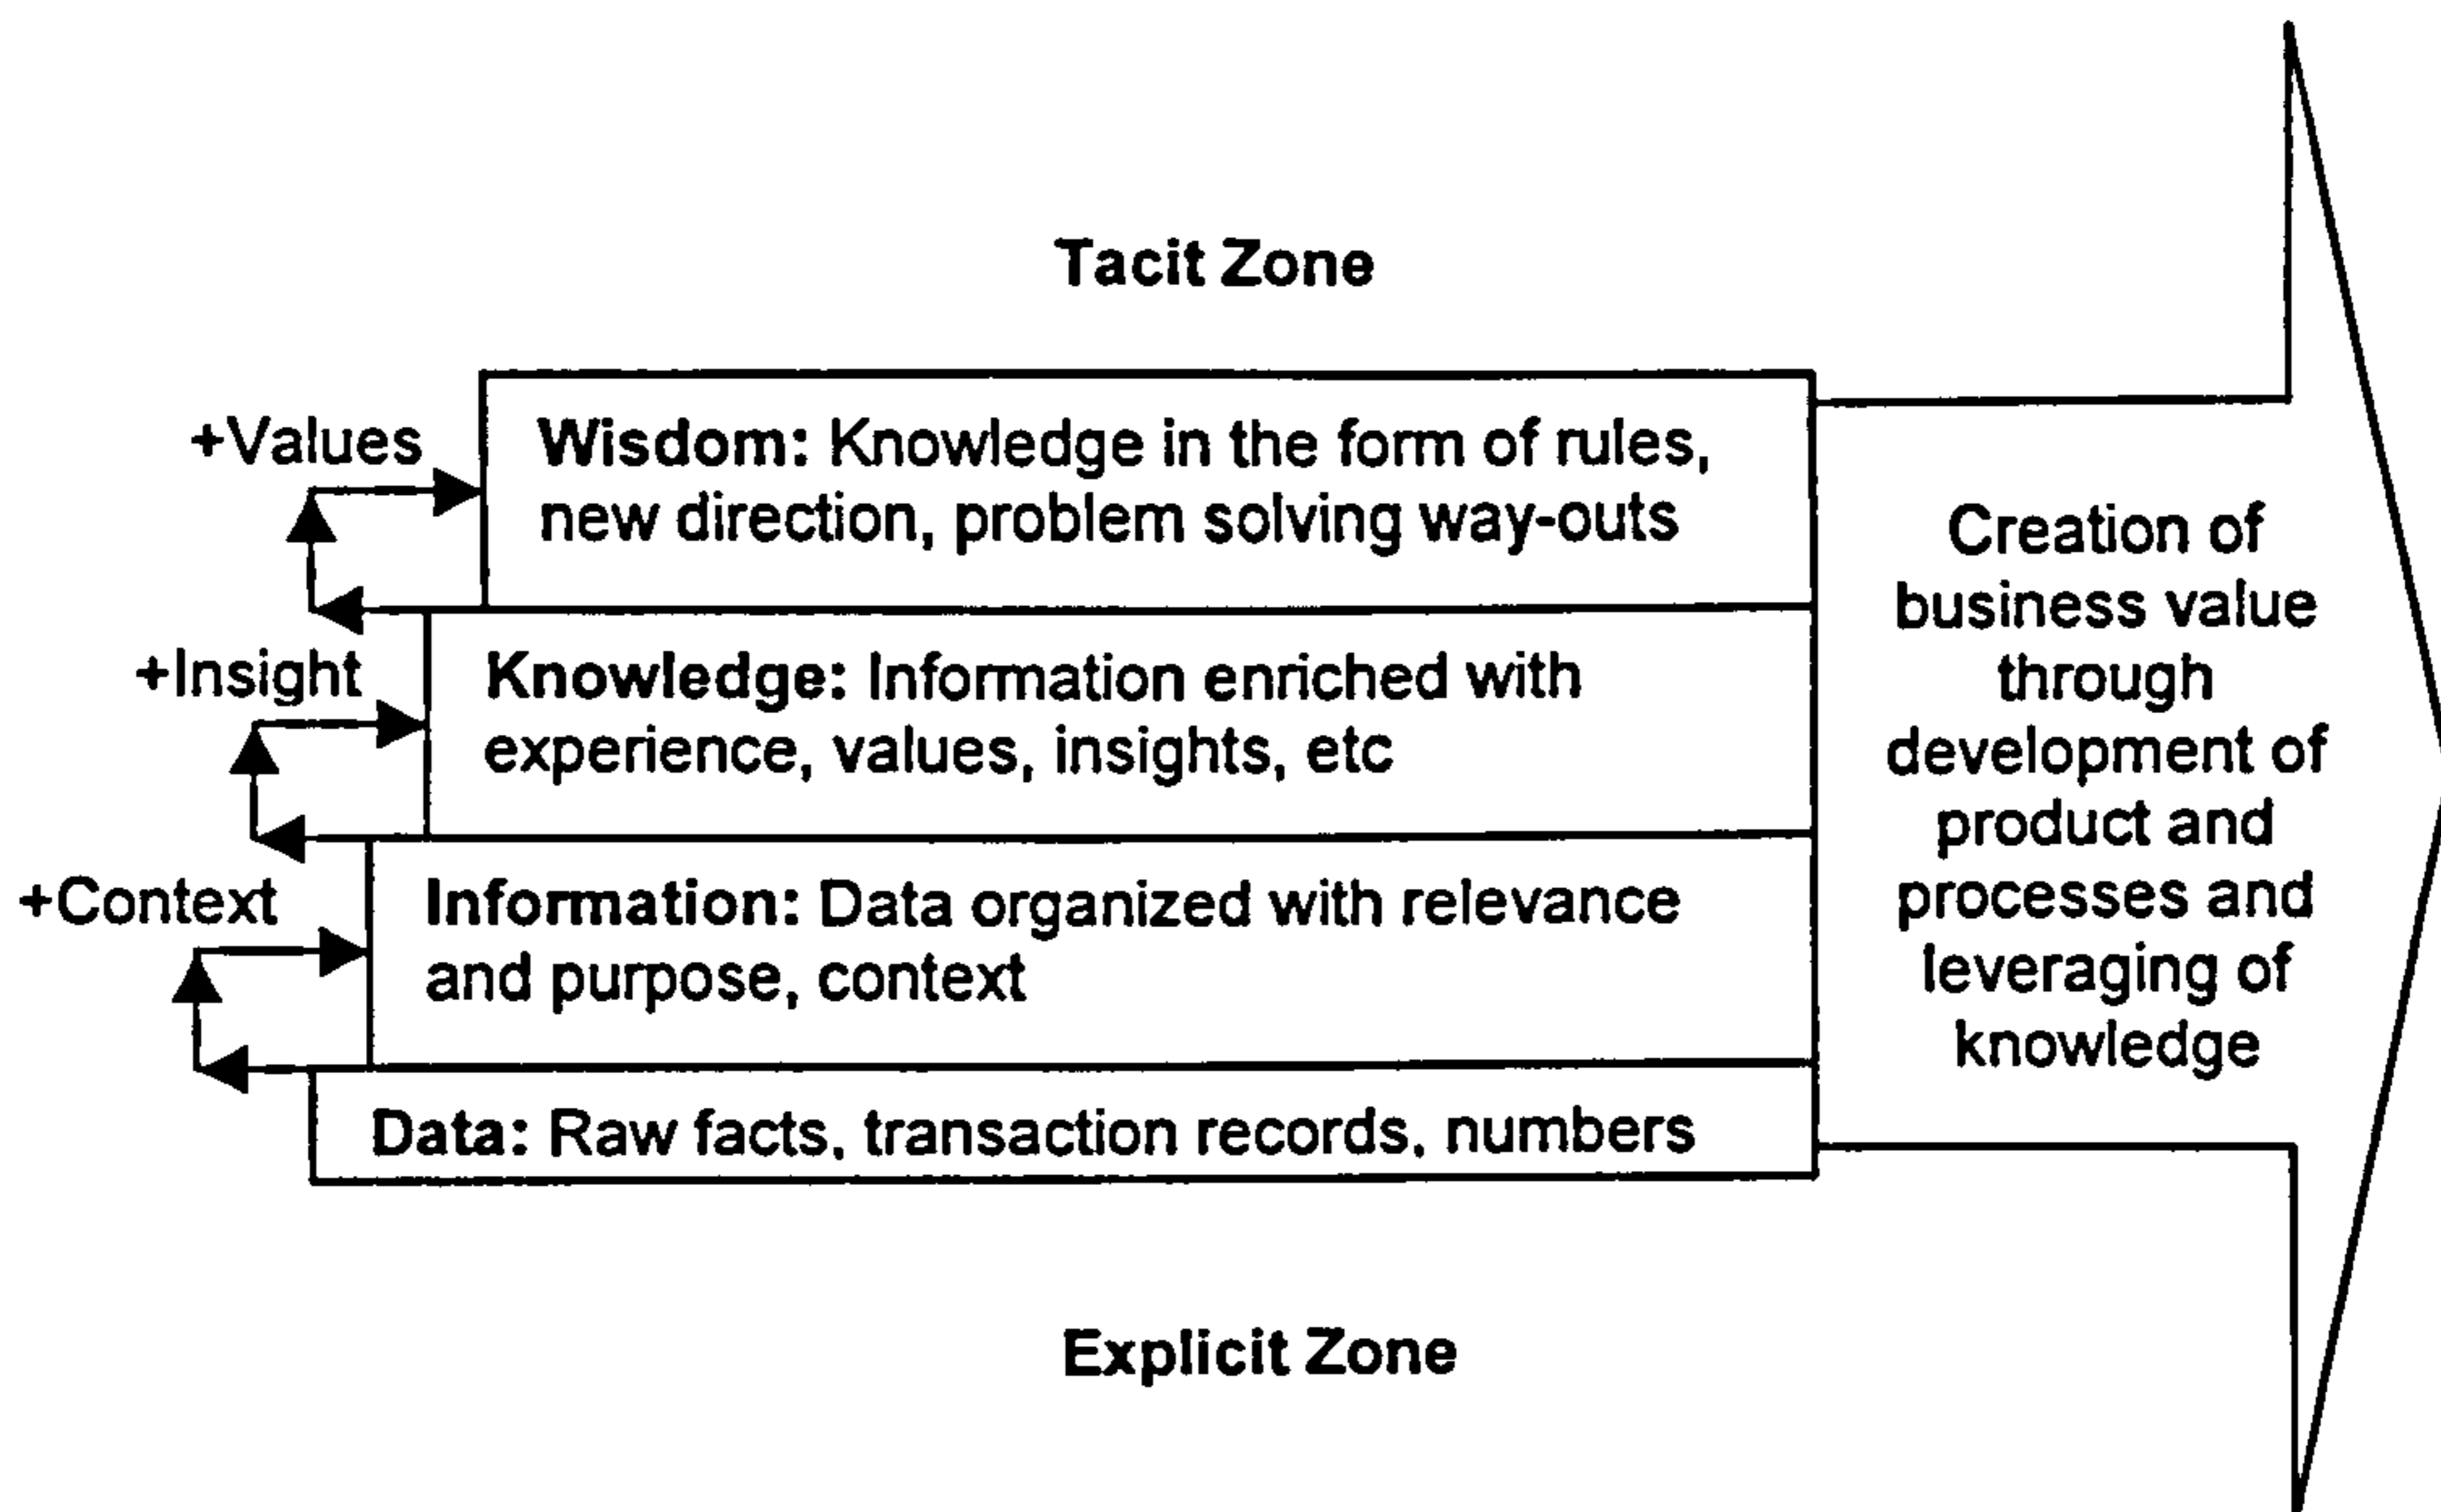 Tacit Zone
+Values
Wisdom: Knowledge in the form of rules,
new direction, problem solving way-outs
+Insight
Knowledge: Information enriched with
experience, values, insights, etc
+Context
Information: Data organized with relevance
and purpose, context
Data: Raw facts, transaction records, numbers
Creation of
business value
through
development of
product and
processes and
leveraging of
knowledge
Explicit Zone